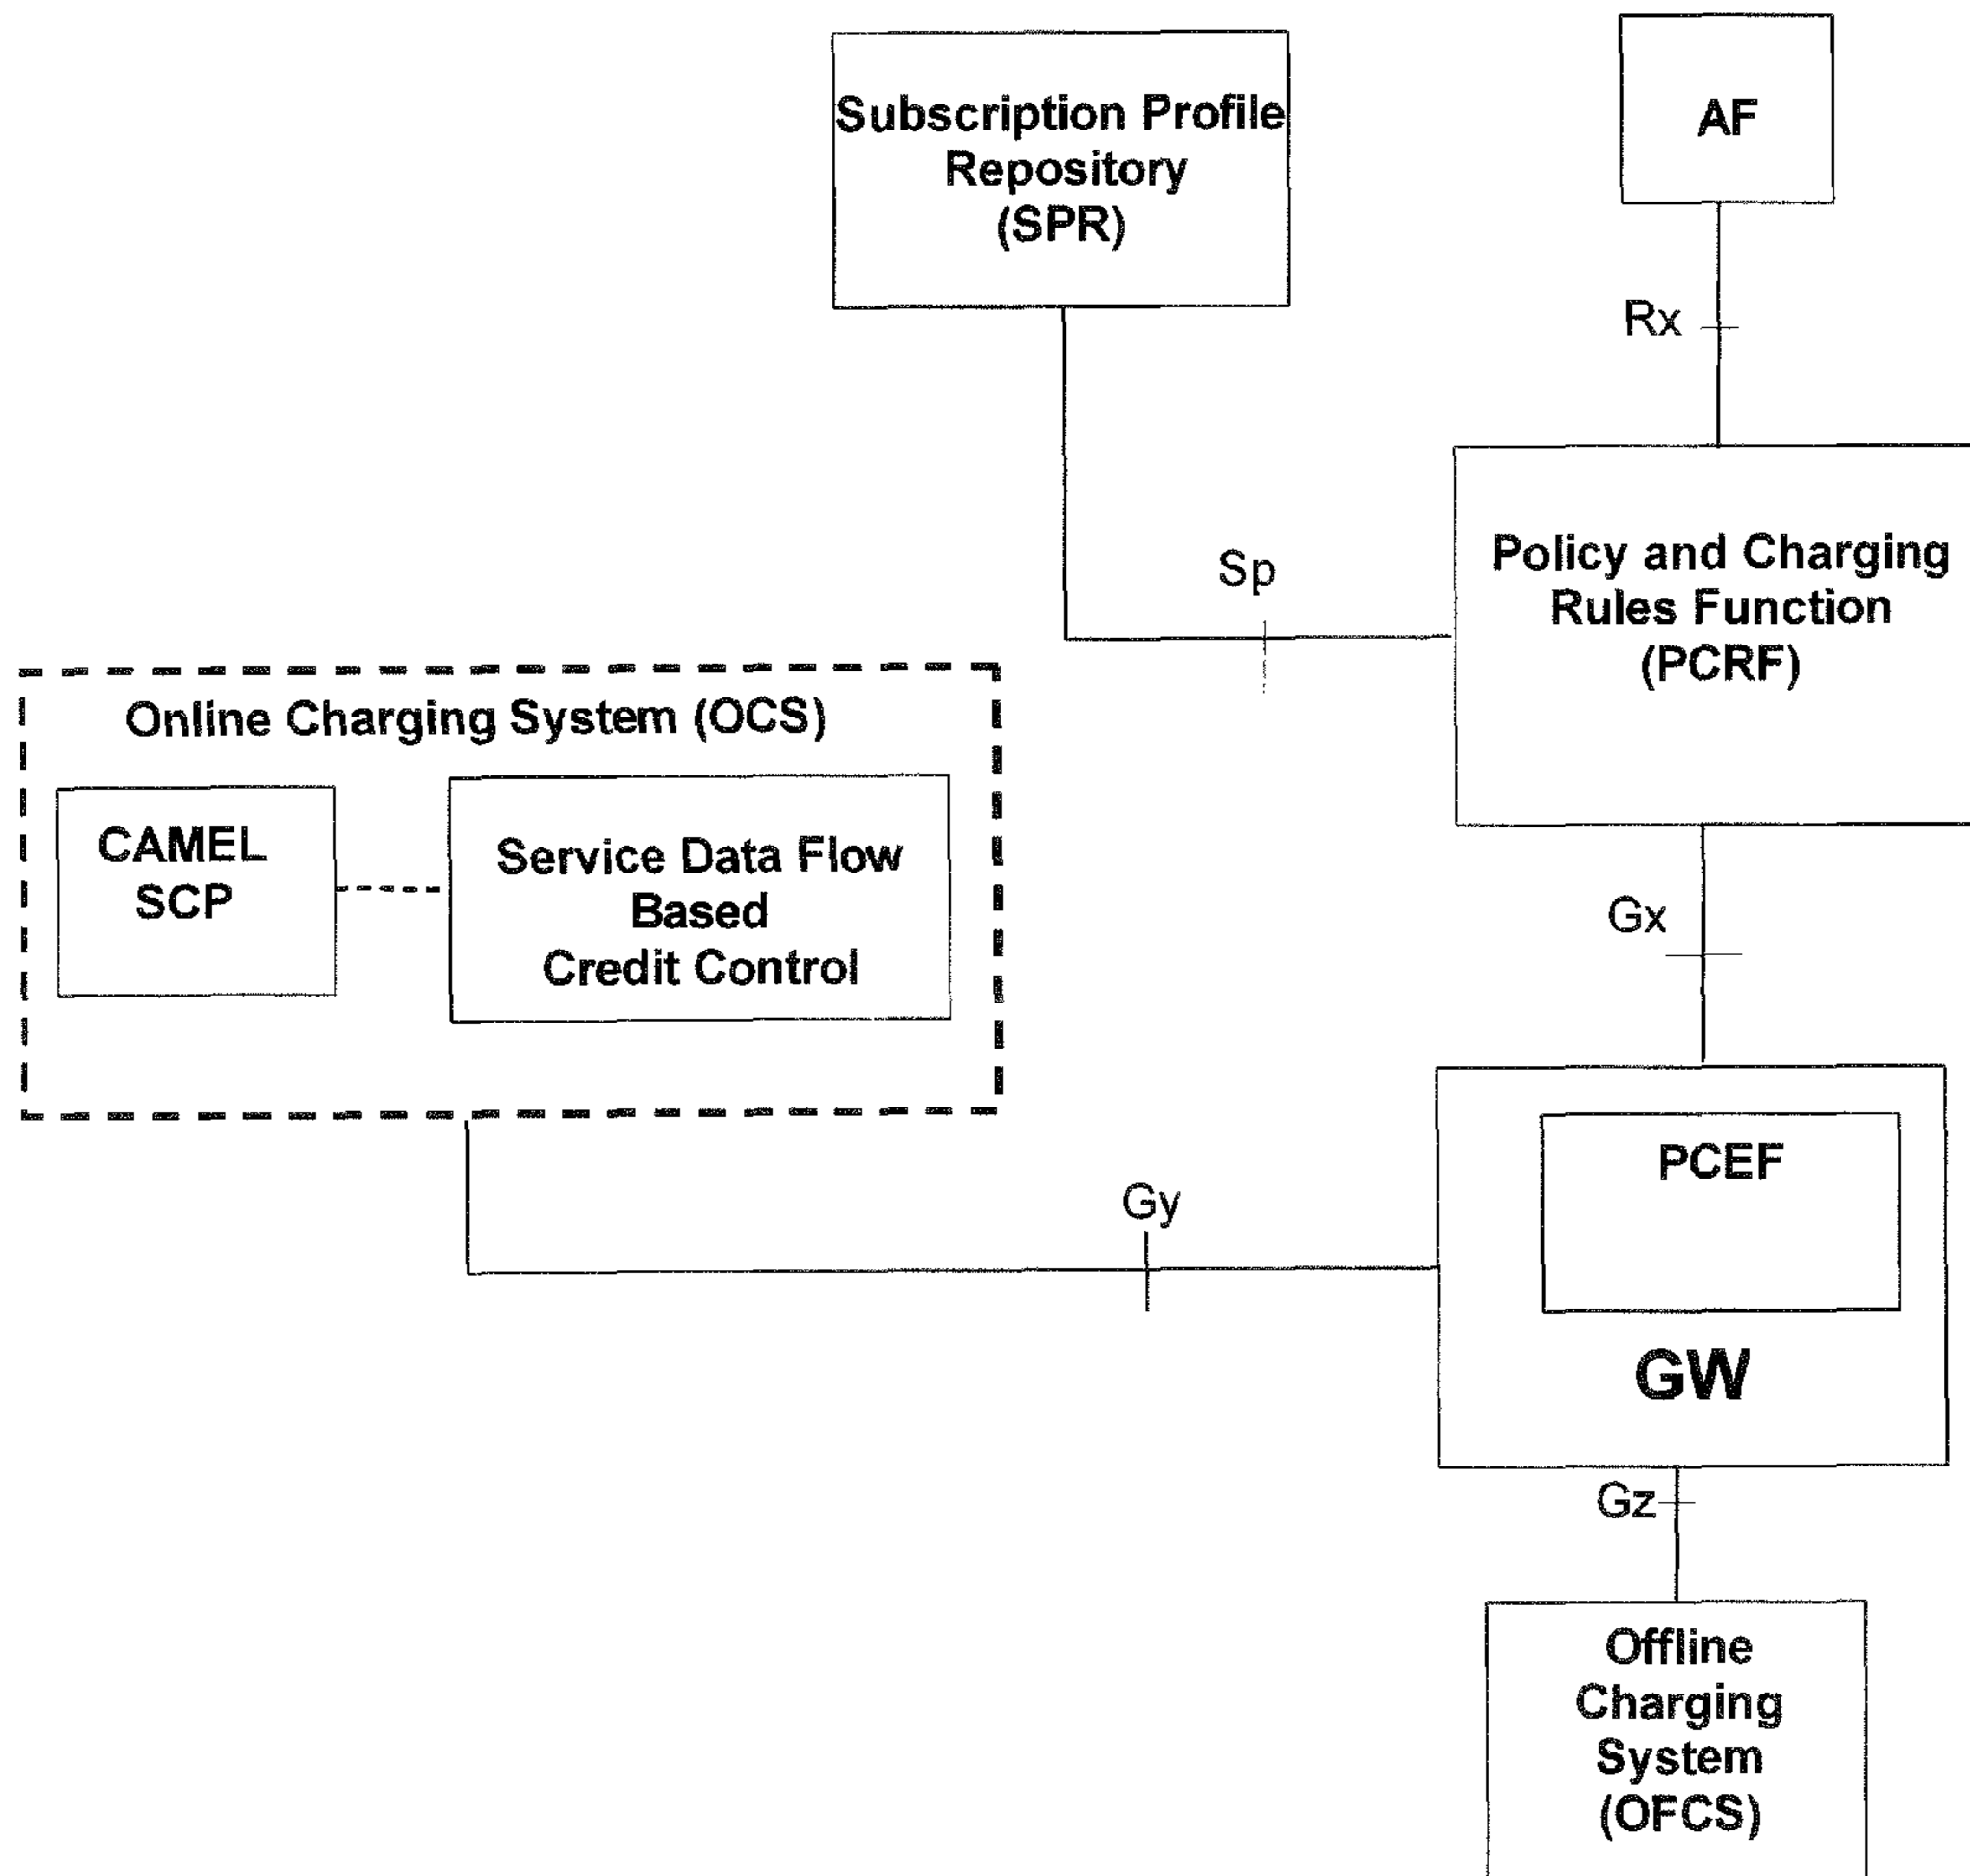 Subscription Profile
Repository
(SPR)
AF
Rx
Sp
Policy and Charging
Rules Function
(PCRF)
Online Charging System (OCS)
CAMEL
SCP
Service Data Flow
Based
Credit Control
Gx
PCEF
Gy
GW
Gz
Offline
Charging
System
(OFCS)